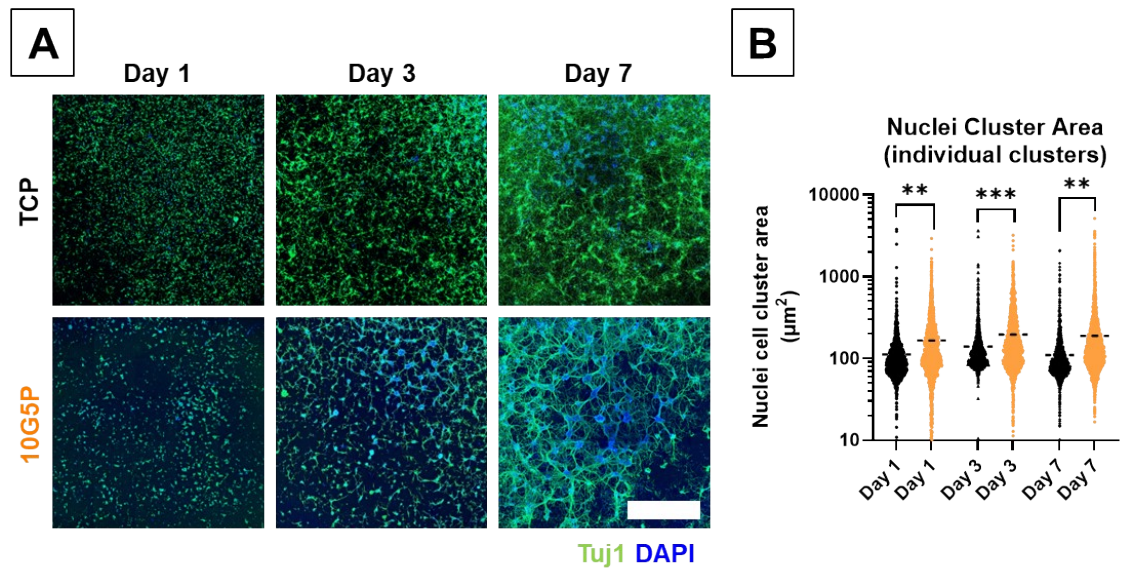 A
Day 1 Day 3 Day 7
TCP
10G5P
Tuj1 DAPI
B
Nuclei Cluster Area
(individual clusters)
Nuclei cell cluster area
(µm²)
** *** **
10000
1000
100
10
Day 1 Day 1 Day 3 Day 3 Day 7 Day 7